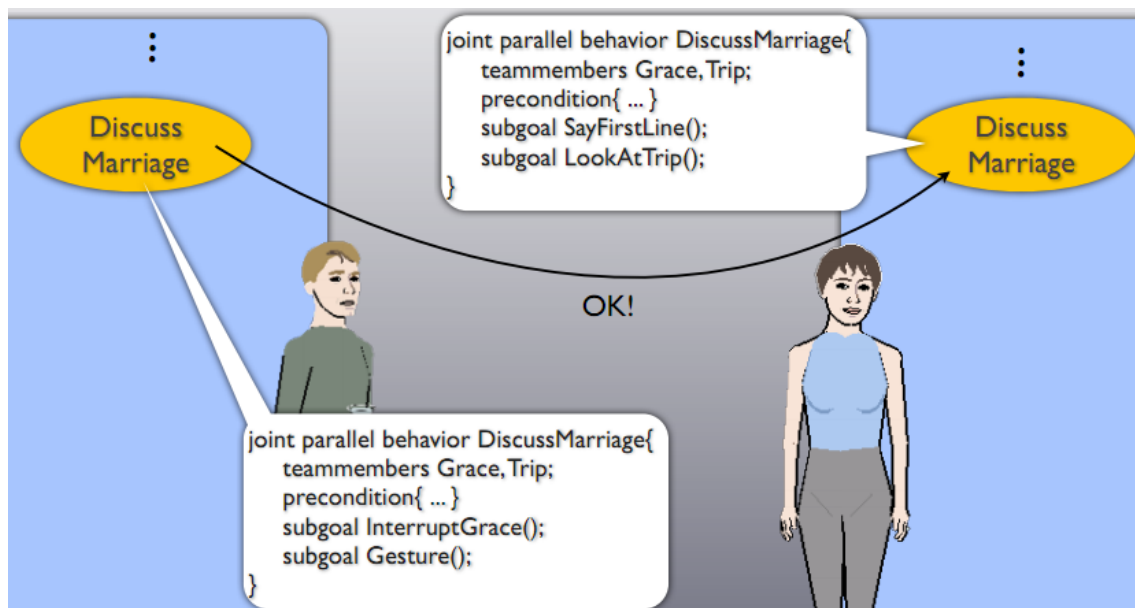 Discuss
Marriage
joint parallel behavior DiscussMarriage{
teammembers Grace, Trip;
precondition{ ... }
subgoal SayFirstLine();
subgoal LookAtTrip();
}
Discuss
Marriage
OK!
joint parallel behavior DiscussMarriage{
teammembers Grace, Trip;
precondition{ ... }
subgoal InterruptGrace();
subgoal Gesture();
}